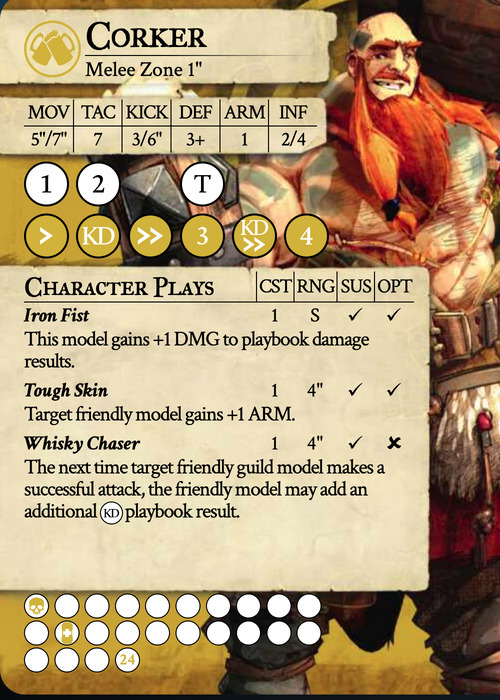 Corker
Melee Zone 1"
MOV TAC KICK DEF ARM INF
5"/7" 7 3/6" 3+ 1 2/4
1 2 T
> KD >> 3 KD >> 4
Character Plays CST RNG SUS OPT
Iron Fist 1 S ✓ ✓
This model gains +1 DMG to playbook damage
results.
Tough Skin 1 4" ✓ ✓
Target friendly model gains +1 ARM.
Whisky Chaser 1 4" ✓ ✘
The next time target friendly guild model makes a
successful attack, the friendly model may add an
additional KD playbook result.
24